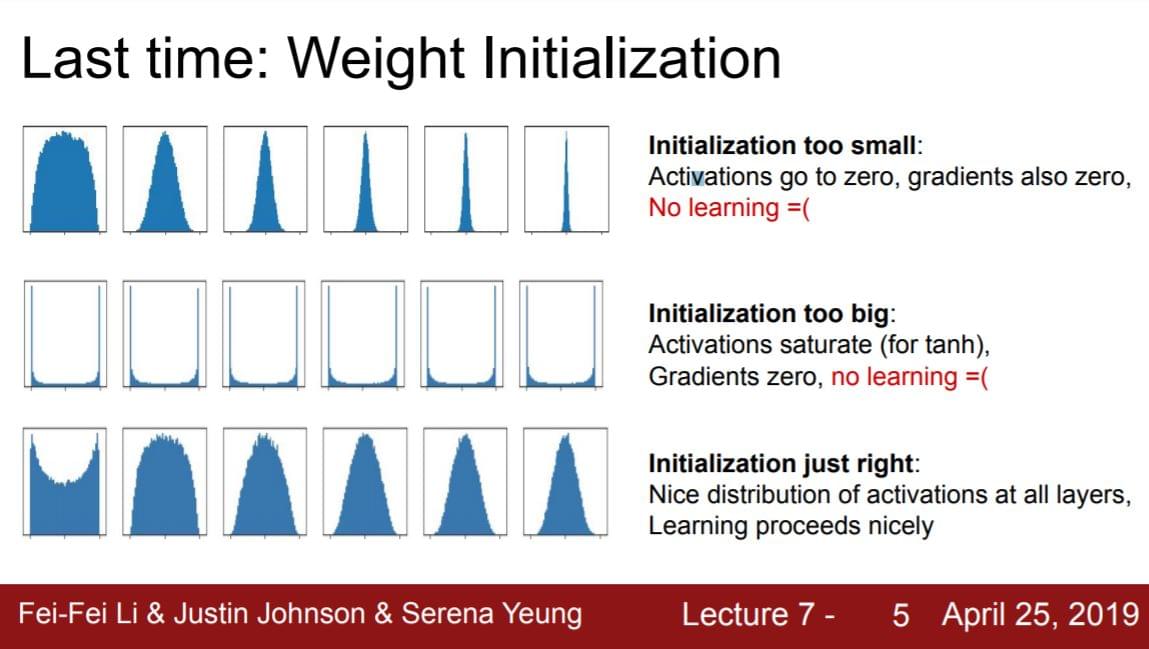 Last time: Weight Initialization
Initialization too small:
Activations go to zero, gradients also zero,
No learning =(
Initialization too big:
Activations saturate (for tanh),
Gradients zero, no learning =(
Initialization just right:
Nice distribution of activations at all layers,
Learning proceeds nicely
Fei-Fei Li & Justin Johnson & Serena Yeung Lecture 7 - 5 April 25, 2019